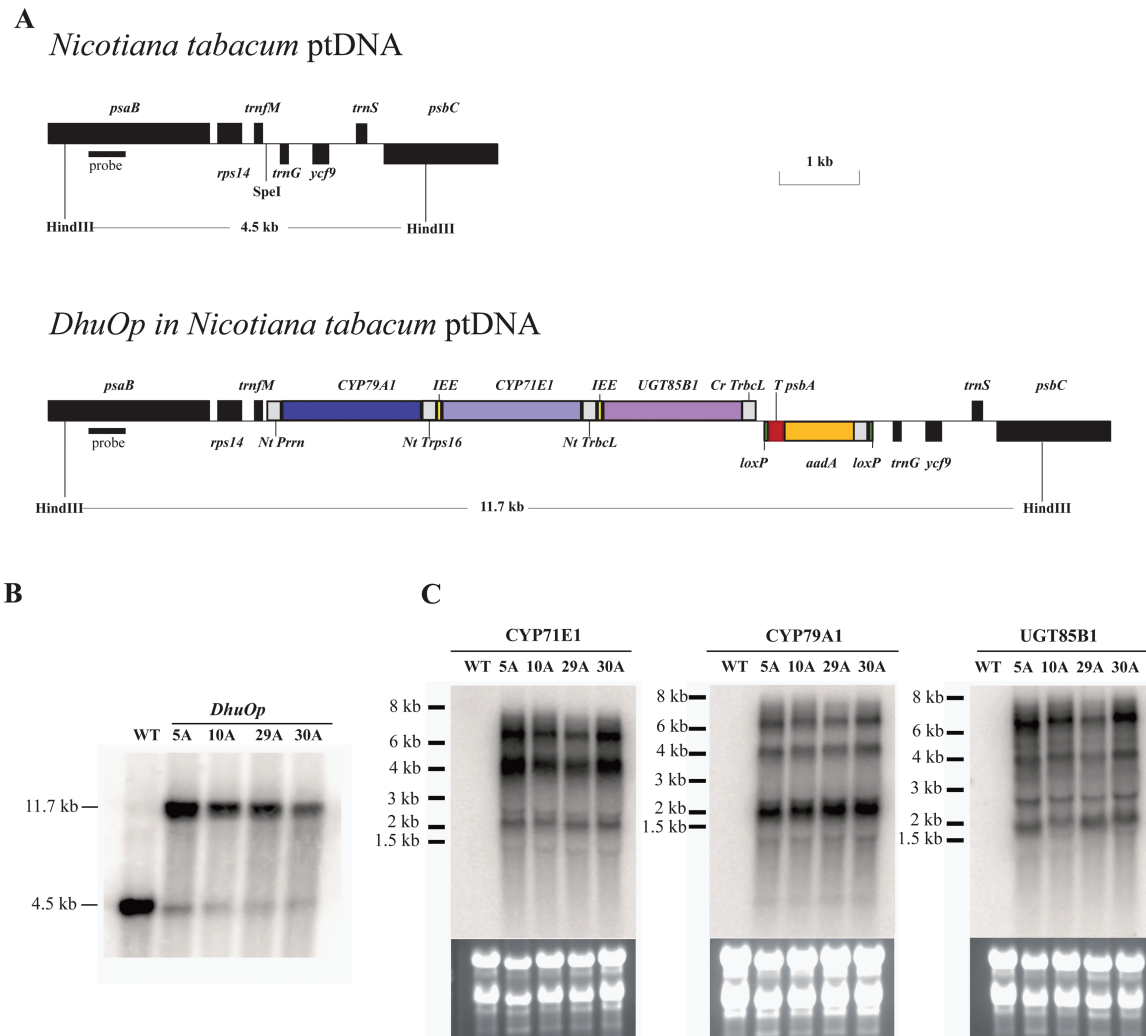 A
Nicotiana tabacum ptDNA
psaB trnfM trnS psbC
probe
rps14 trnG ycf9
SpeI
HindIII 4.5 kb HindIII
1 kb
DhuOp in Nicotiana tabacum ptDNA
psaB trnfM CYP79A1 IEE CYP71E1 IEE UGT85B1 Cr TrbcL T psbA trnS psbC
probe rps14 Nt Prrn Nt Trps16 Nt TrbcL
loxP aadA loxP trnG ycf9
HindIII 11.7 kb HindIII
B
DhuOp
WT 5A 10A 29A 30A
11.7 kb
4.5 kb
C
CYP71E1
WT 5A 10A 29A 30A
8 kb
6 kb
4 kb
3 kb
2 kb
1.5 kb
CYP79A1
WT 5A 10A 29A 30A
8 kb
6 kb
4 kb
3 kb
2 kb
1.5 kb
UGT85B1
WT 5A 10A 29A 30A
8 kb
6 kb
4 kb
3 kb
2 kb
1.5 kb